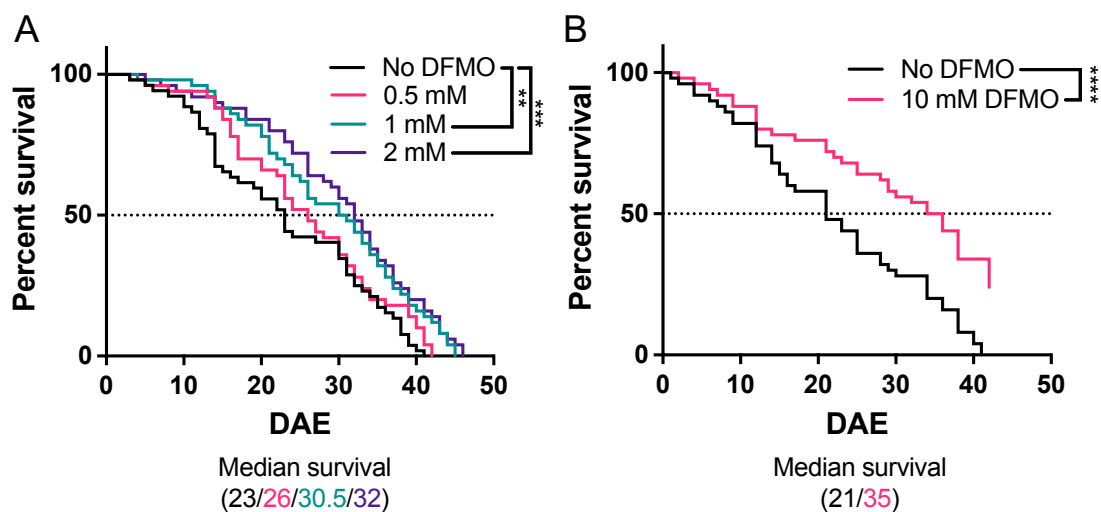 A
No DFMO
0.5 mM
1 mM
2 mM
**
***
Percent survival
100
50
0
0 10 20 30 40 50
DAE
Median survival
(23/26/30.5/32)
B
No DFMO
10 mM DFMO
****
Percent survival
100
50
0
0 10 20 30 40 50
DAE
Median survival
(21/35)